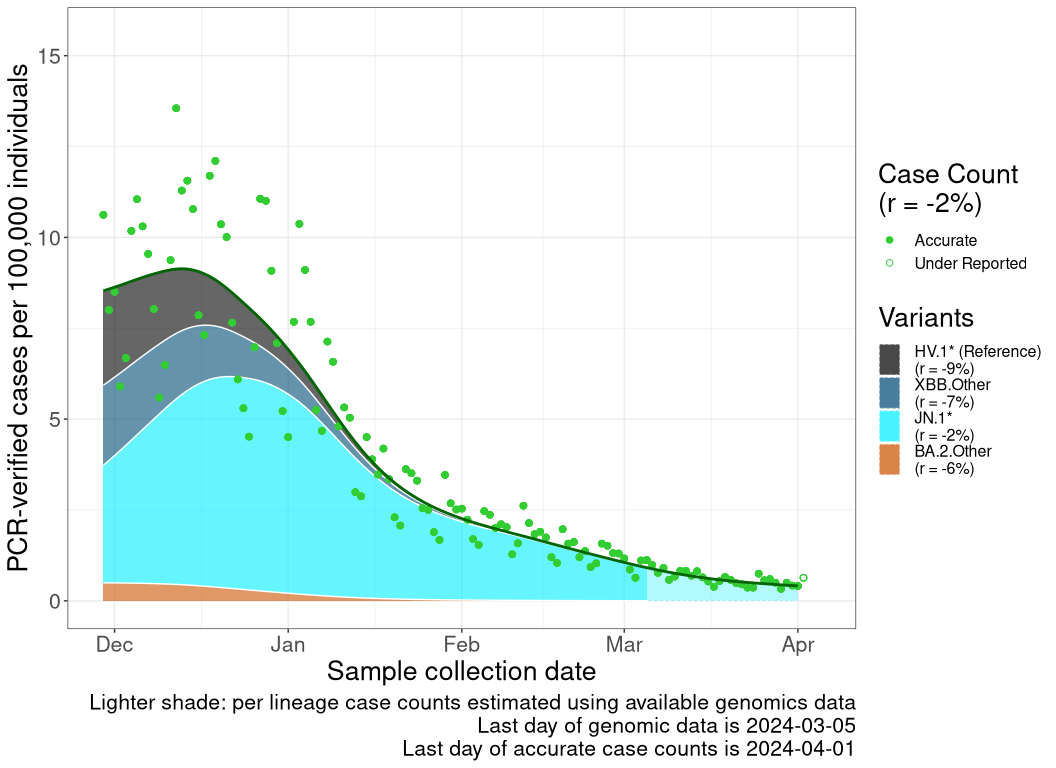 PCR-verified cases per 100,000 individuals
15
10
5
0
Dec
Jan
Feb
Mar
Apr
Sample collection date
Lighter shade: per lineage case counts estimated using available genomics data
Last day of genomic data is 2024-03-05
Last day of accurate case counts is 2024-04-01
Case Count
(r = -2%)
Accurate
Under Reported
Variants
HV.1* (Reference)
(r = -9%)
XBB.Other
(r = -7%)
JN.1*
(r = -2%)
BA.2.Other
(r = -6%)